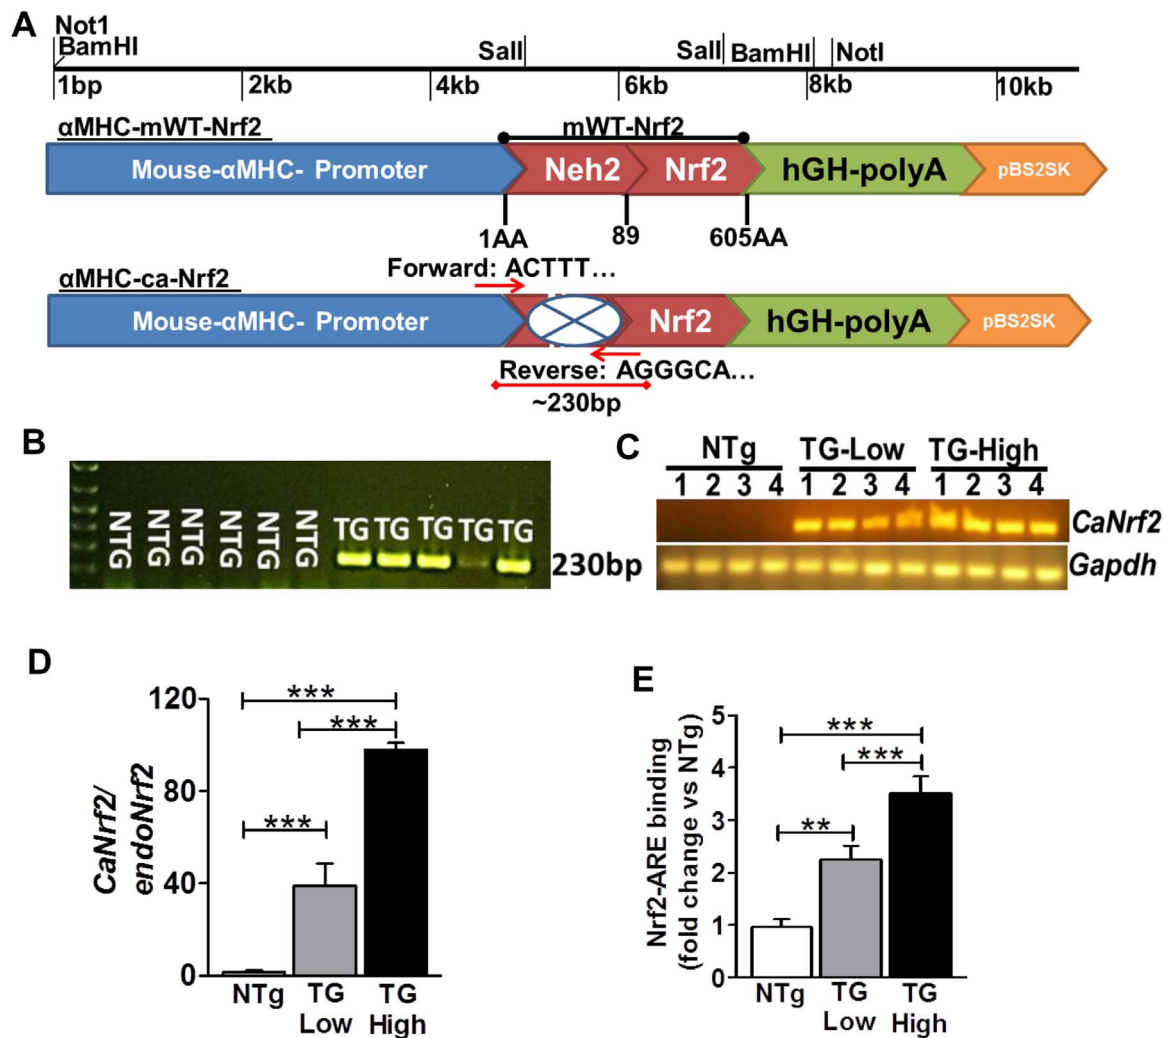 A
Not1
BamHI
SalI
SalI
BamHI
NotI
1bp
2kb
4kb
6kb
8kb
10kb
αMHC-mWT-Nrf2
mWT-Nrf2
Mouse-αMHC- Promoter
Neh2
Nrf2
hGH-polyA
pBS2SK
1AA
89
605AA
Forward: ACTTT...
αMHC-ca-Nrf2
Mouse-αMHC- Promoter
Nrf2
hGH-polyA
pBS2SK
Reverse: AGGGCA...
~230bp
B
NTG NTG NTG NTG NTG NTG TG TG TG TG TG
230bp
C
NTg TG-Low TG-High
1 2 3 4 1 2 3 4 1 2 3 4
CaNrf2
Gapdh
D
CaNrf2/
endoNrf2
120
80
40
0
***
***
***
NTg TG TG
Low High
E
Nrf2-ARE binding
(fold change vs NTg)
5
4
3
2
1
0
***
***
**
NTg TG TG
Low High